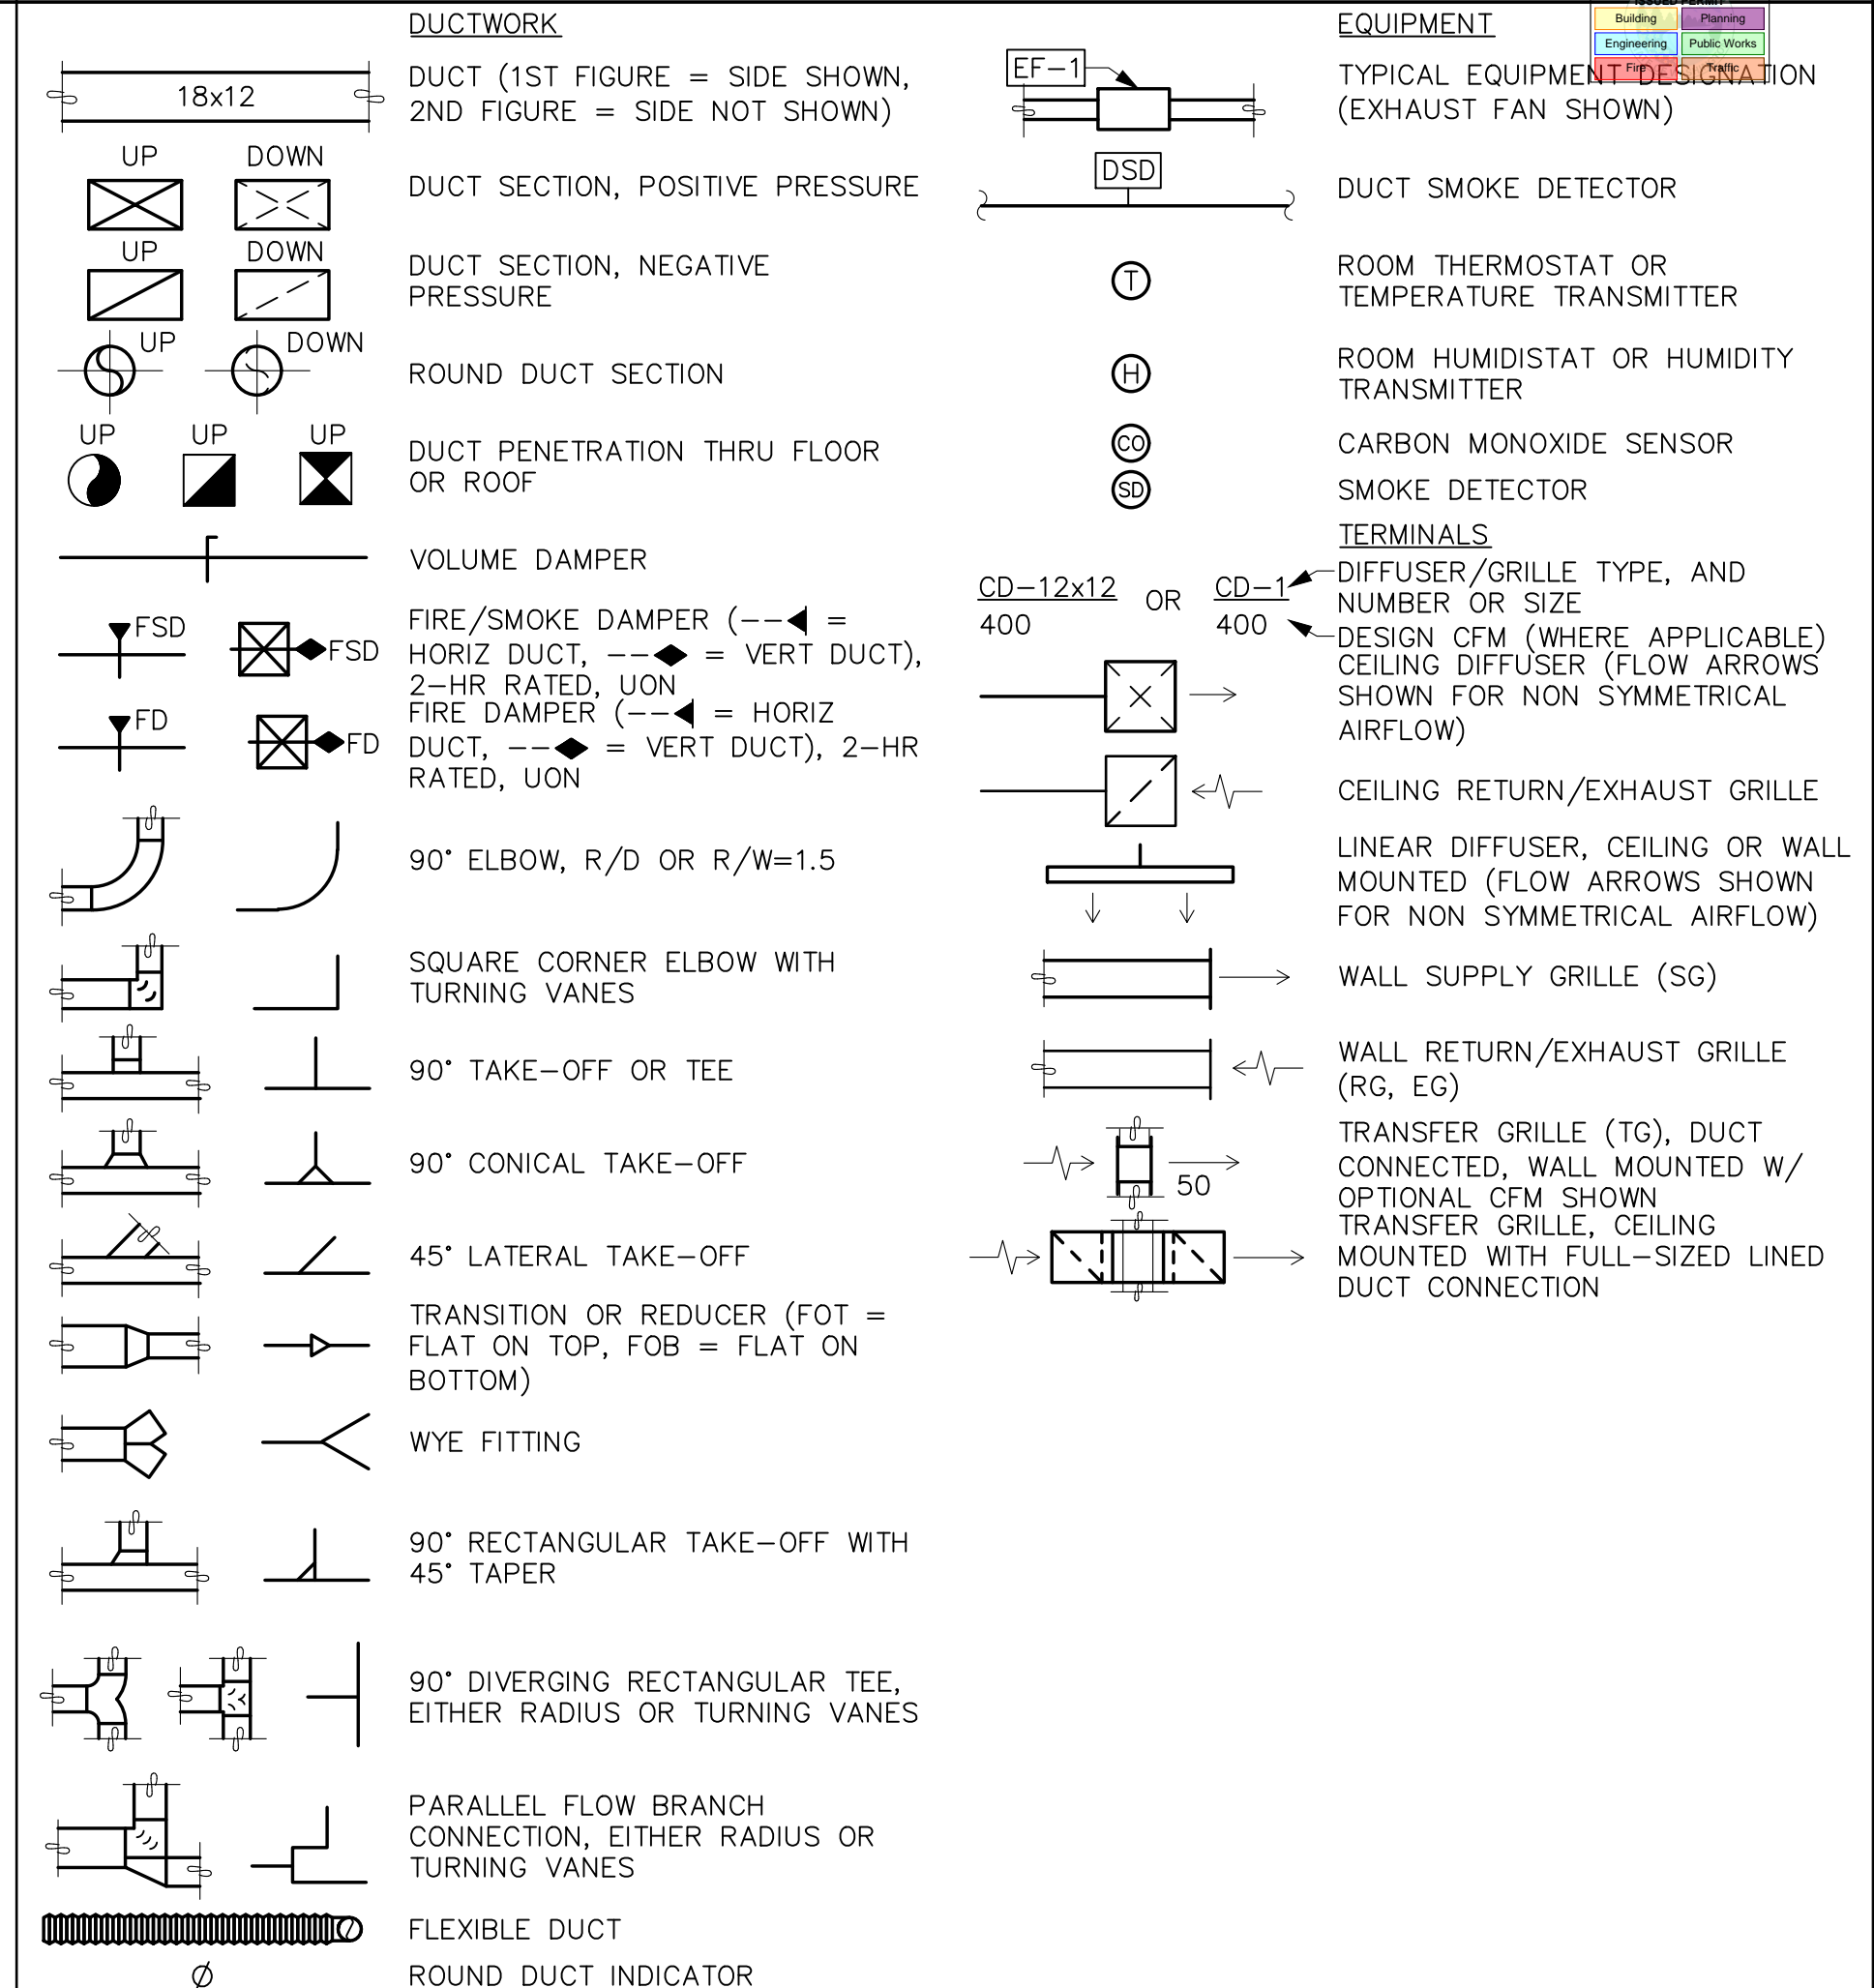 DUCTWORK
18x12
DUCT (1ST FIGURE = SIDE SHOWN,
2ND FIGURE = SIDE NOT SHOWN)
UP DOWN
DUCT SECTION, POSITIVE PRESSURE
UP DOWN
DUCT SECTION, NEGATIVE
PRESSURE
UP DOWN
ROUND DUCT SECTION
UP UP UP
DUCT PENETRATION THRU FLOOR
OR ROOF
VOLUME DAMPER
FSD FSD
FIRE/SMOKE DAMPER (--◀ =
HORIZ DUCT, --◆ = VERT DUCT),
2-HR RATED, UON
FD FD
FIRE DAMPER (--◀ = HORIZ
DUCT, --◆ = VERT DUCT), 2-HR
RATED, UON
90° ELBOW, R/D OR R/W=1.5
SQUARE CORNER ELBOW WITH
TURNING VANES
90° TAKE-OFF OR TEE
90° CONICAL TAKE-OFF
45° LATERAL TAKE-OFF
TRANSITION OR REDUCER (FOT =
FLAT ON TOP, FOB = FLAT ON
BOTTOM)
WYE FITTING
90° RECTANGULAR TAKE-OFF WITH
45° TAPER
90° DIVERGING RECTANGULAR TEE,
EITHER RADIUS OR TURNING VANES
PARALLEL FLOW BRANCH
CONNECTION, EITHER RADIUS OR
TURNING VANES
FLEXIBLE DUCT
Ø
ROUND DUCT INDICATOR
EQUIPMENT
ISSUED PERMIT
Building Planning
Engineering Public Works
Fire Traffic
EF-1
TYPICAL EQUIPMENT DESIGNATION
(EXHAUST FAN SHOWN)
DSD
DUCT SMOKE DETECTOR
T
ROOM THERMOSTAT OR
TEMPERATURE TRANSMITTER
H
ROOM HUMIDISTAT OR HUMIDITY
TRANSMITTER
CO
CARBON MONOXIDE SENSOR
SD
SMOKE DETECTOR
TERMINALS
CD-12x12 OR CD-1
400 400
DIFFUSER/GRILLE TYPE, AND
NUMBER OR SIZE
DESIGN CFM (WHERE APPLICABLE)
CEILING DIFFUSER (FLOW ARROWS
SHOWN FOR NON SYMMETRICAL
AIRFLOW)
CEILING RETURN/EXHAUST GRILLE
LINEAR DIFFUSER, CEILING OR WALL
MOUNTED (FLOW ARROWS SHOWN
FOR NON SYMMETRICAL AIRFLOW)
WALL SUPPLY GRILLE (SG)
WALL RETURN/EXHAUST GRILLE
(RG, EG)
50
TRANSFER GRILLE (TG), DUCT
CONNECTED, WALL MOUNTED W/
OPTIONAL CFM SHOWN
TRANSFER GRILLE, CEILING
MOUNTED WITH FULL-SIZED LINED
DUCT CONNECTION